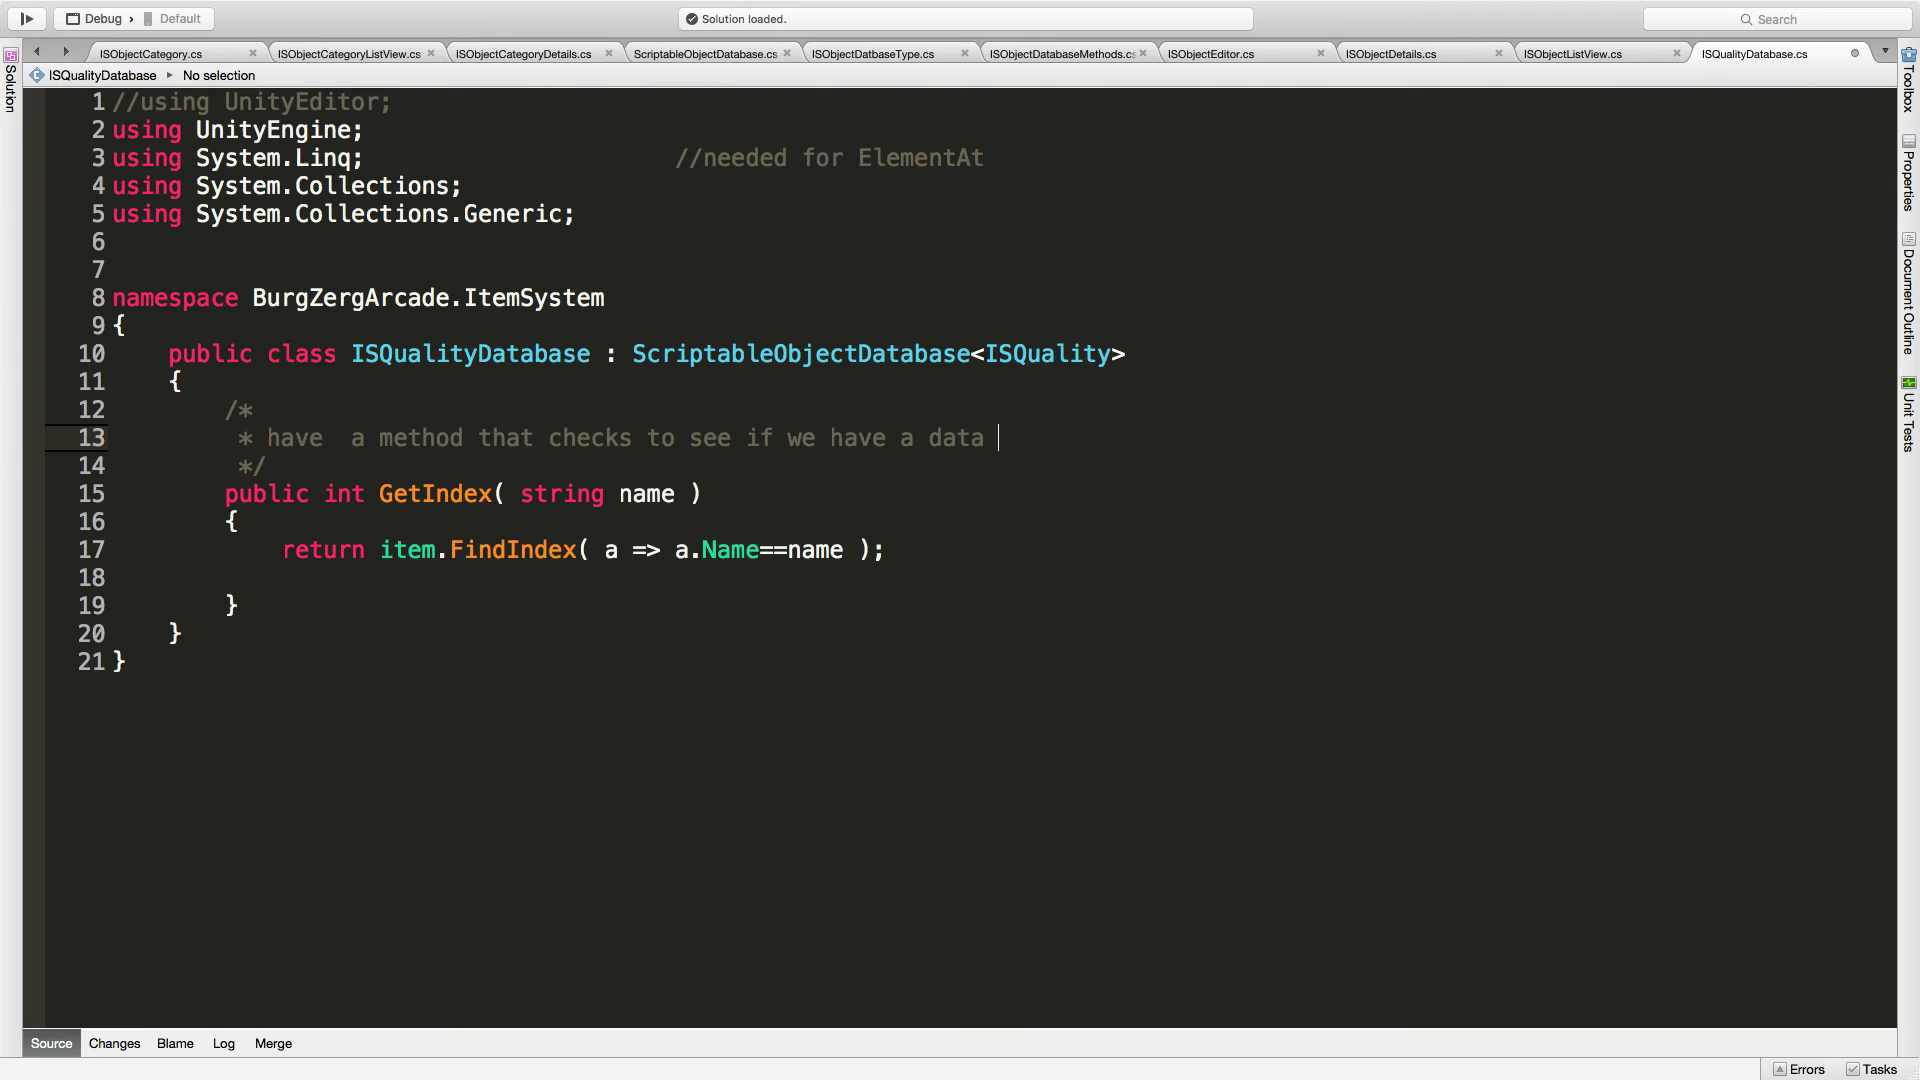 Debug › Default
Solution loaded.
Search
ISObjectCategory.cs
ISObjectCategoryListView.cs
ISObjectCategoryDetails.cs
ScriptableObjectDatabase.cs
ISObjectDatbaseType.cs
ISObjectDatabaseMethods.cs
ISObjectEditor.cs
ISObjectDetails.cs
ISObjectListView.cs
ISQualityDatabase.cs
Solution
ISQualityDatabase ▸ No selection
1 //using UnityEditor;
2 using UnityEngine;
3 using System.Linq; //needed for ElementAt
4 using System.Collections;
5 using System.Collections.Generic;
6
7
8 namespace BurgZergArcade.ItemSystem
9 {
10 public class ISQualityDatabase : ScriptableObjectDatabase<ISQuality>
11 {
12 /*
13 * have  a method that checks to see if we have a data
14 */
15 public int GetIndex( string name )
16 {
17 return item.FindIndex( a => a.Name==name );
18
19 }
20 }
21 }
Toolbox
Properties
Document Outline
Unit Tests
Source Changes Blame Log Merge
Errors Tasks